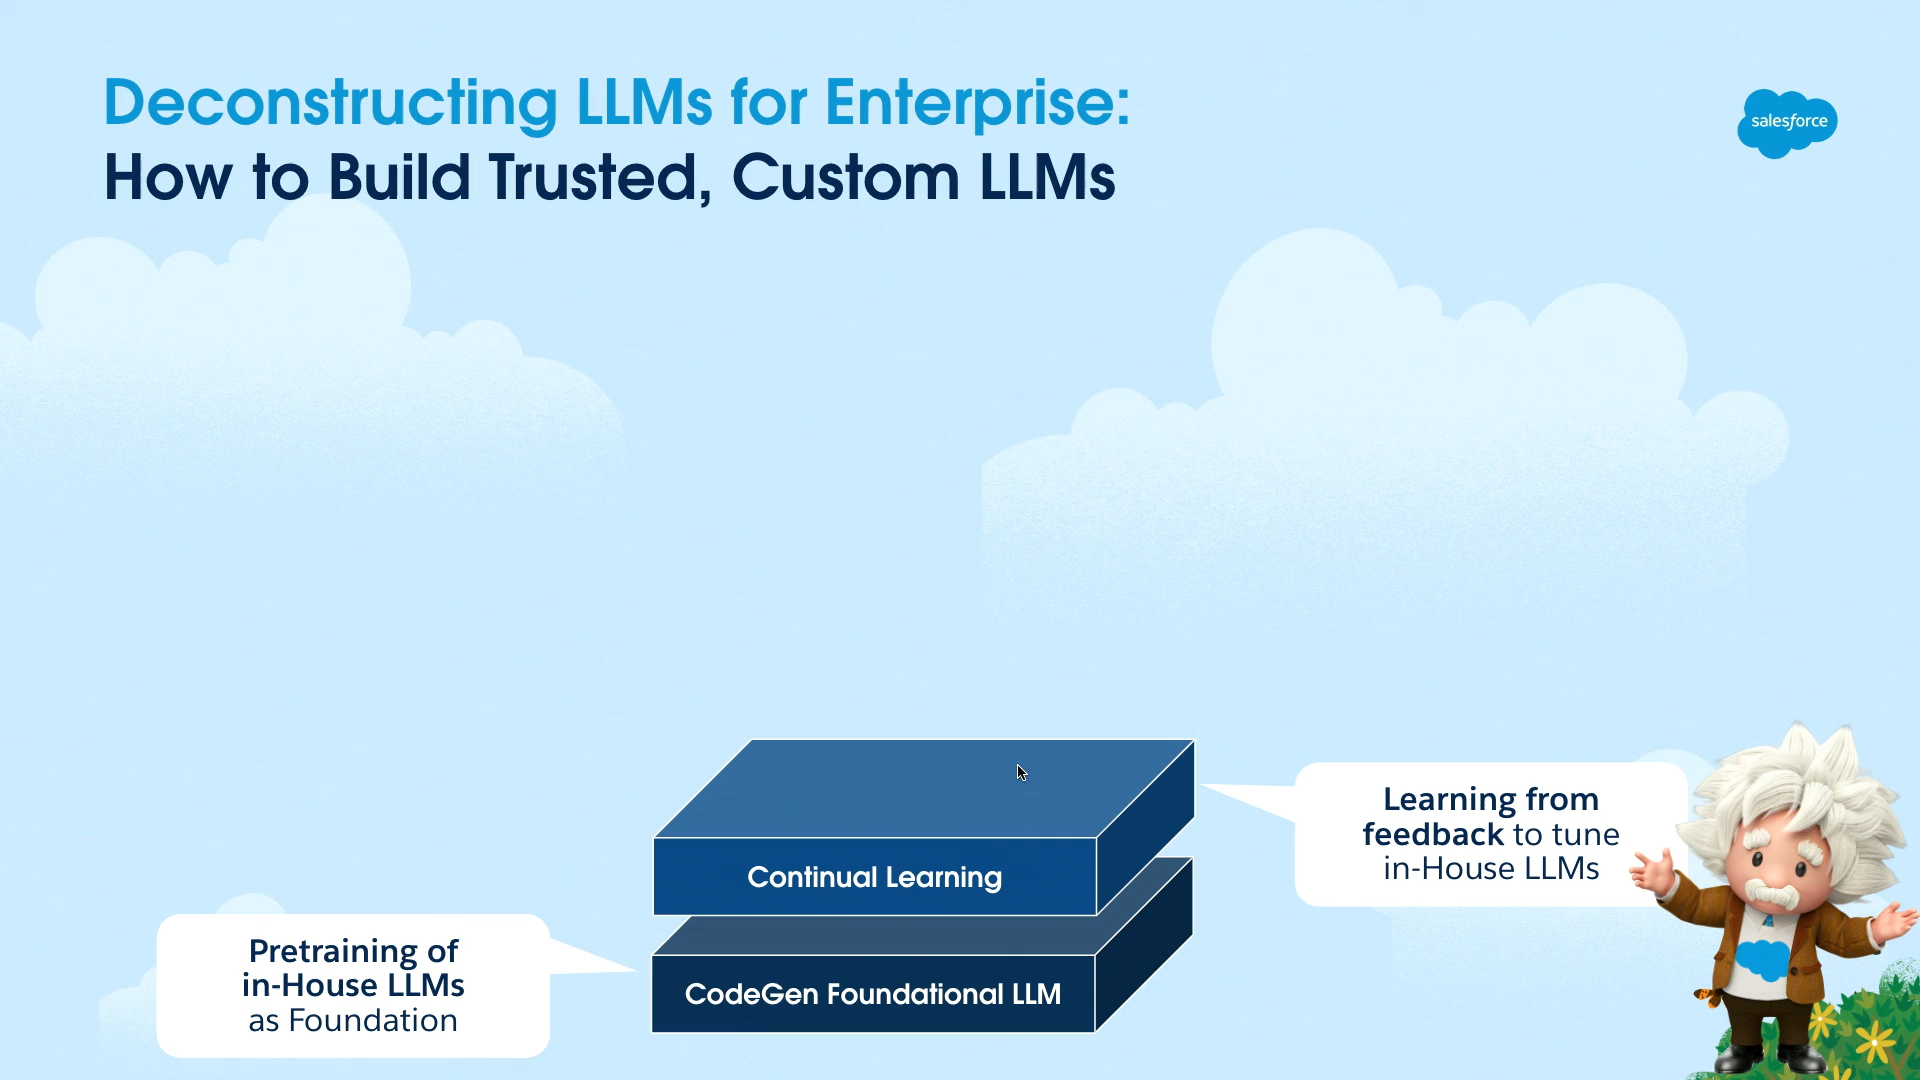 Deconstructing LLMs for Enterprise:
How to Build Trusted, Custom LLMs
salesforce
Continual Learning
Learning from
feedback to tune
in-House LLMs
Pretraining of
in-House LLMs
as Foundation
CodeGen Foundational LLM